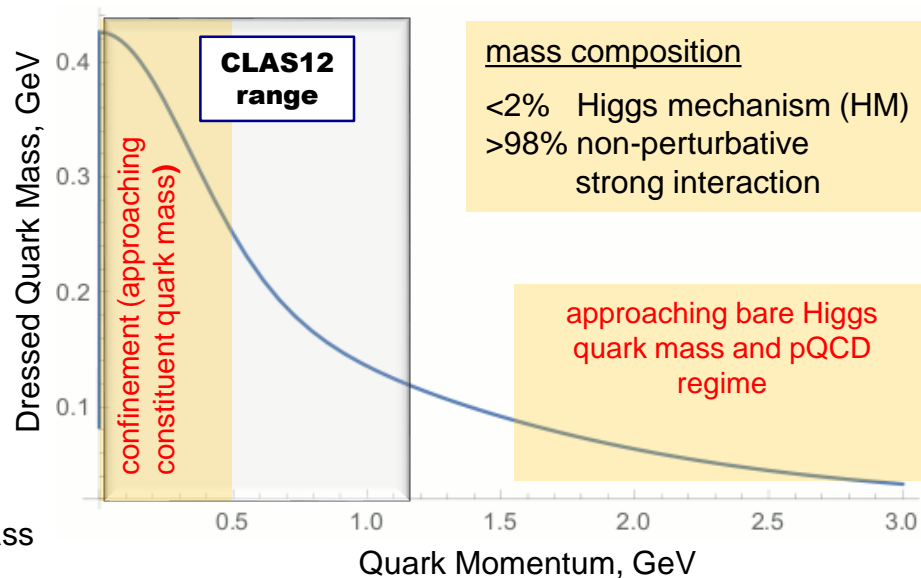 CLAS12
range
mass composition
<2% Higgs mechanism (HM)
>98% non-perturbative
strong interaction
Dressed Quark Mass, GeV
0.4
0.3
0.2
0.1
confinement (approaching
constituent quark mass)
approaching bare Higgs
quark mass and pQCD
regime
0.5
1.0
1.5
2.0
2.5
3.0
Quark Momentum, GeV